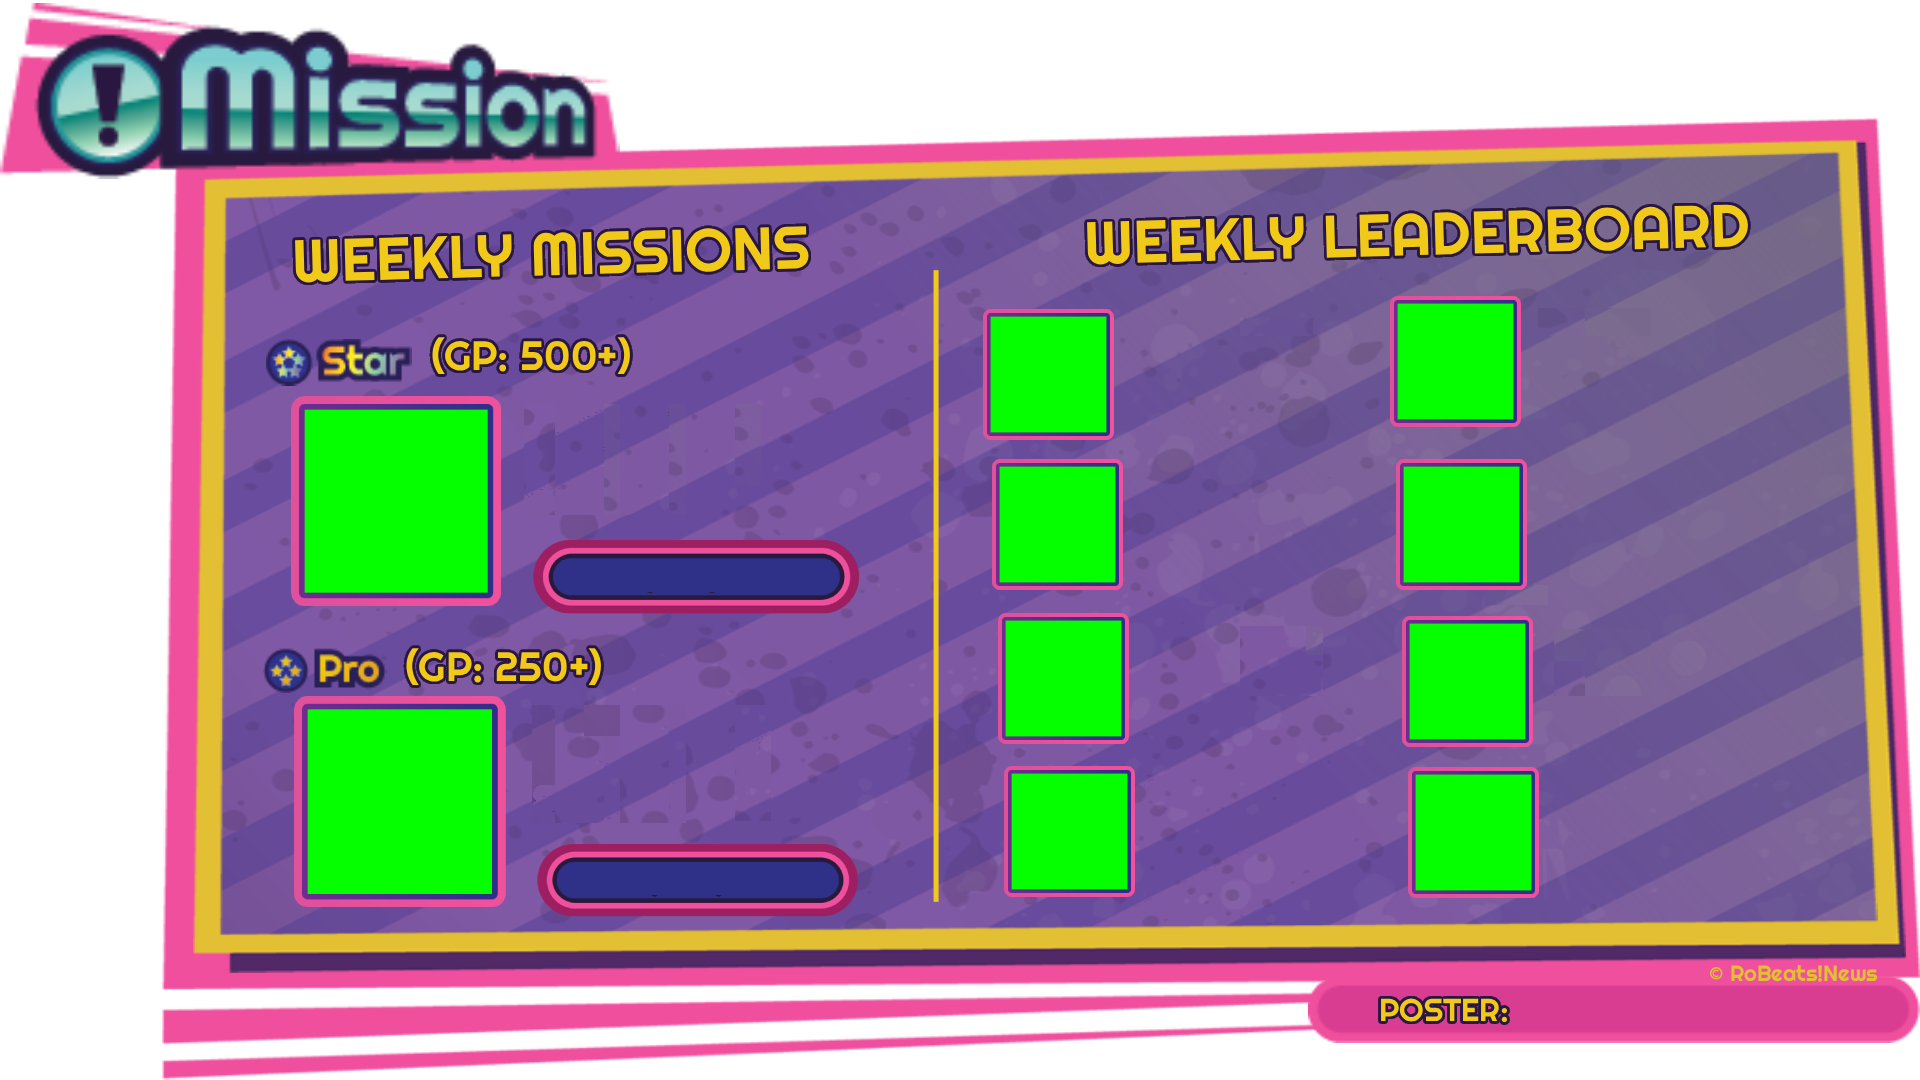 ! Mission
WEEKLY MISSIONS
Star (GP: 500+)
Pro (GP: 250+)
WEEKLY LEADERBOARD
© RoBeats!News
POSTER: